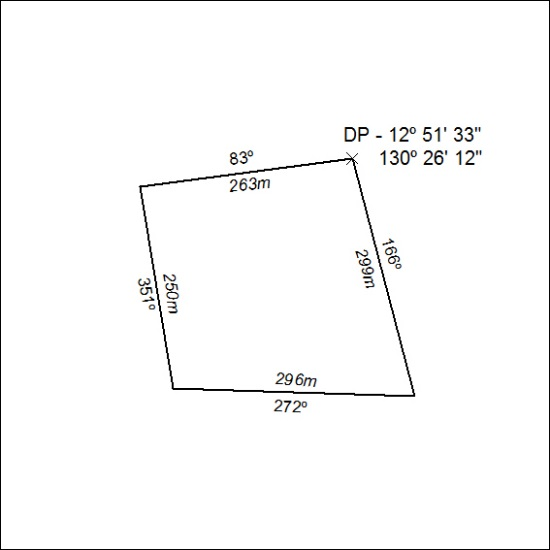 DP - 12º 51' 33"
130º 26' 12"
83º
263m
166º
299m
250m
351º
296m
272º